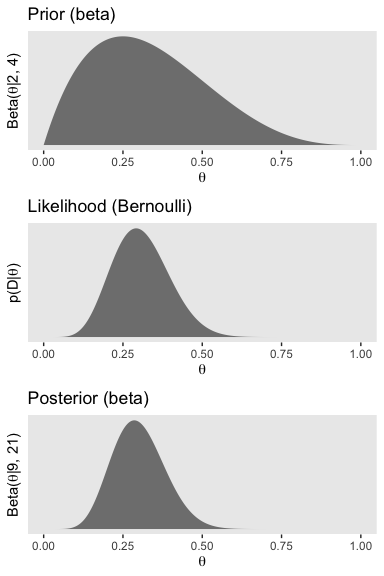 Prior (beta)
Beta(θ|2, 4)
0.00 0.25 0.50 0.75 1.00
θ
Likelihood (Bernoulli)
p(D|θ)
0.00 0.25 0.50 0.75 1.00
θ
Posterior (beta)
Beta(θ|9, 21)
0.00 0.25 0.50 0.75 1.00
θ